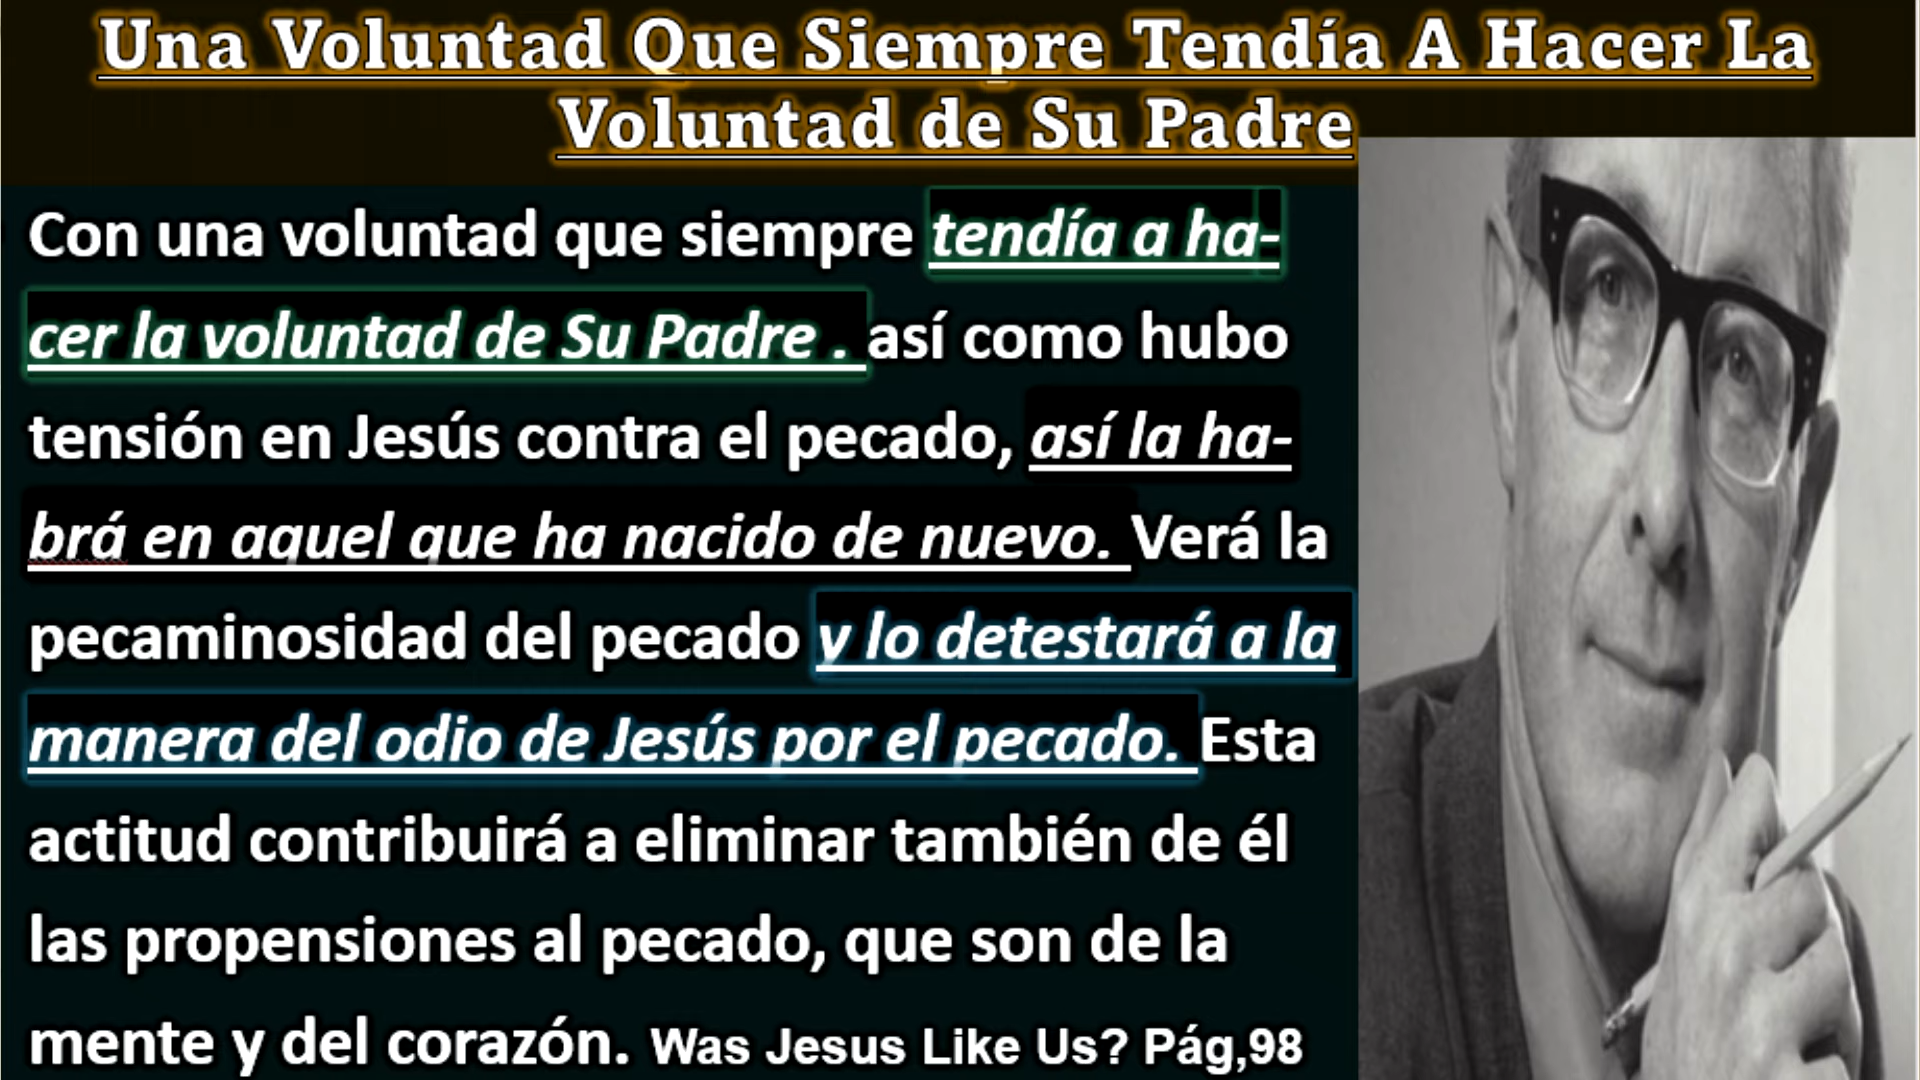 Una Voluntad Que Siempre Tendía A Hacer La
Voluntad de Su Padre
Con una voluntad que siempre tendía a ha-
cer la voluntad de Su Padre . así como hubo
tensión en Jesús contra el pecado, así la ha-
brá en aquel que ha nacido de nuevo. Verá la
pecaminosidad del pecado y lo detestará a la
manera del odio de Jesús por el pecado. Esta
actitud contribuirá a eliminar también de él
las propensiones al pecado, que son de la
mente y del corazón. Was Jesus Like Us? Pág,98